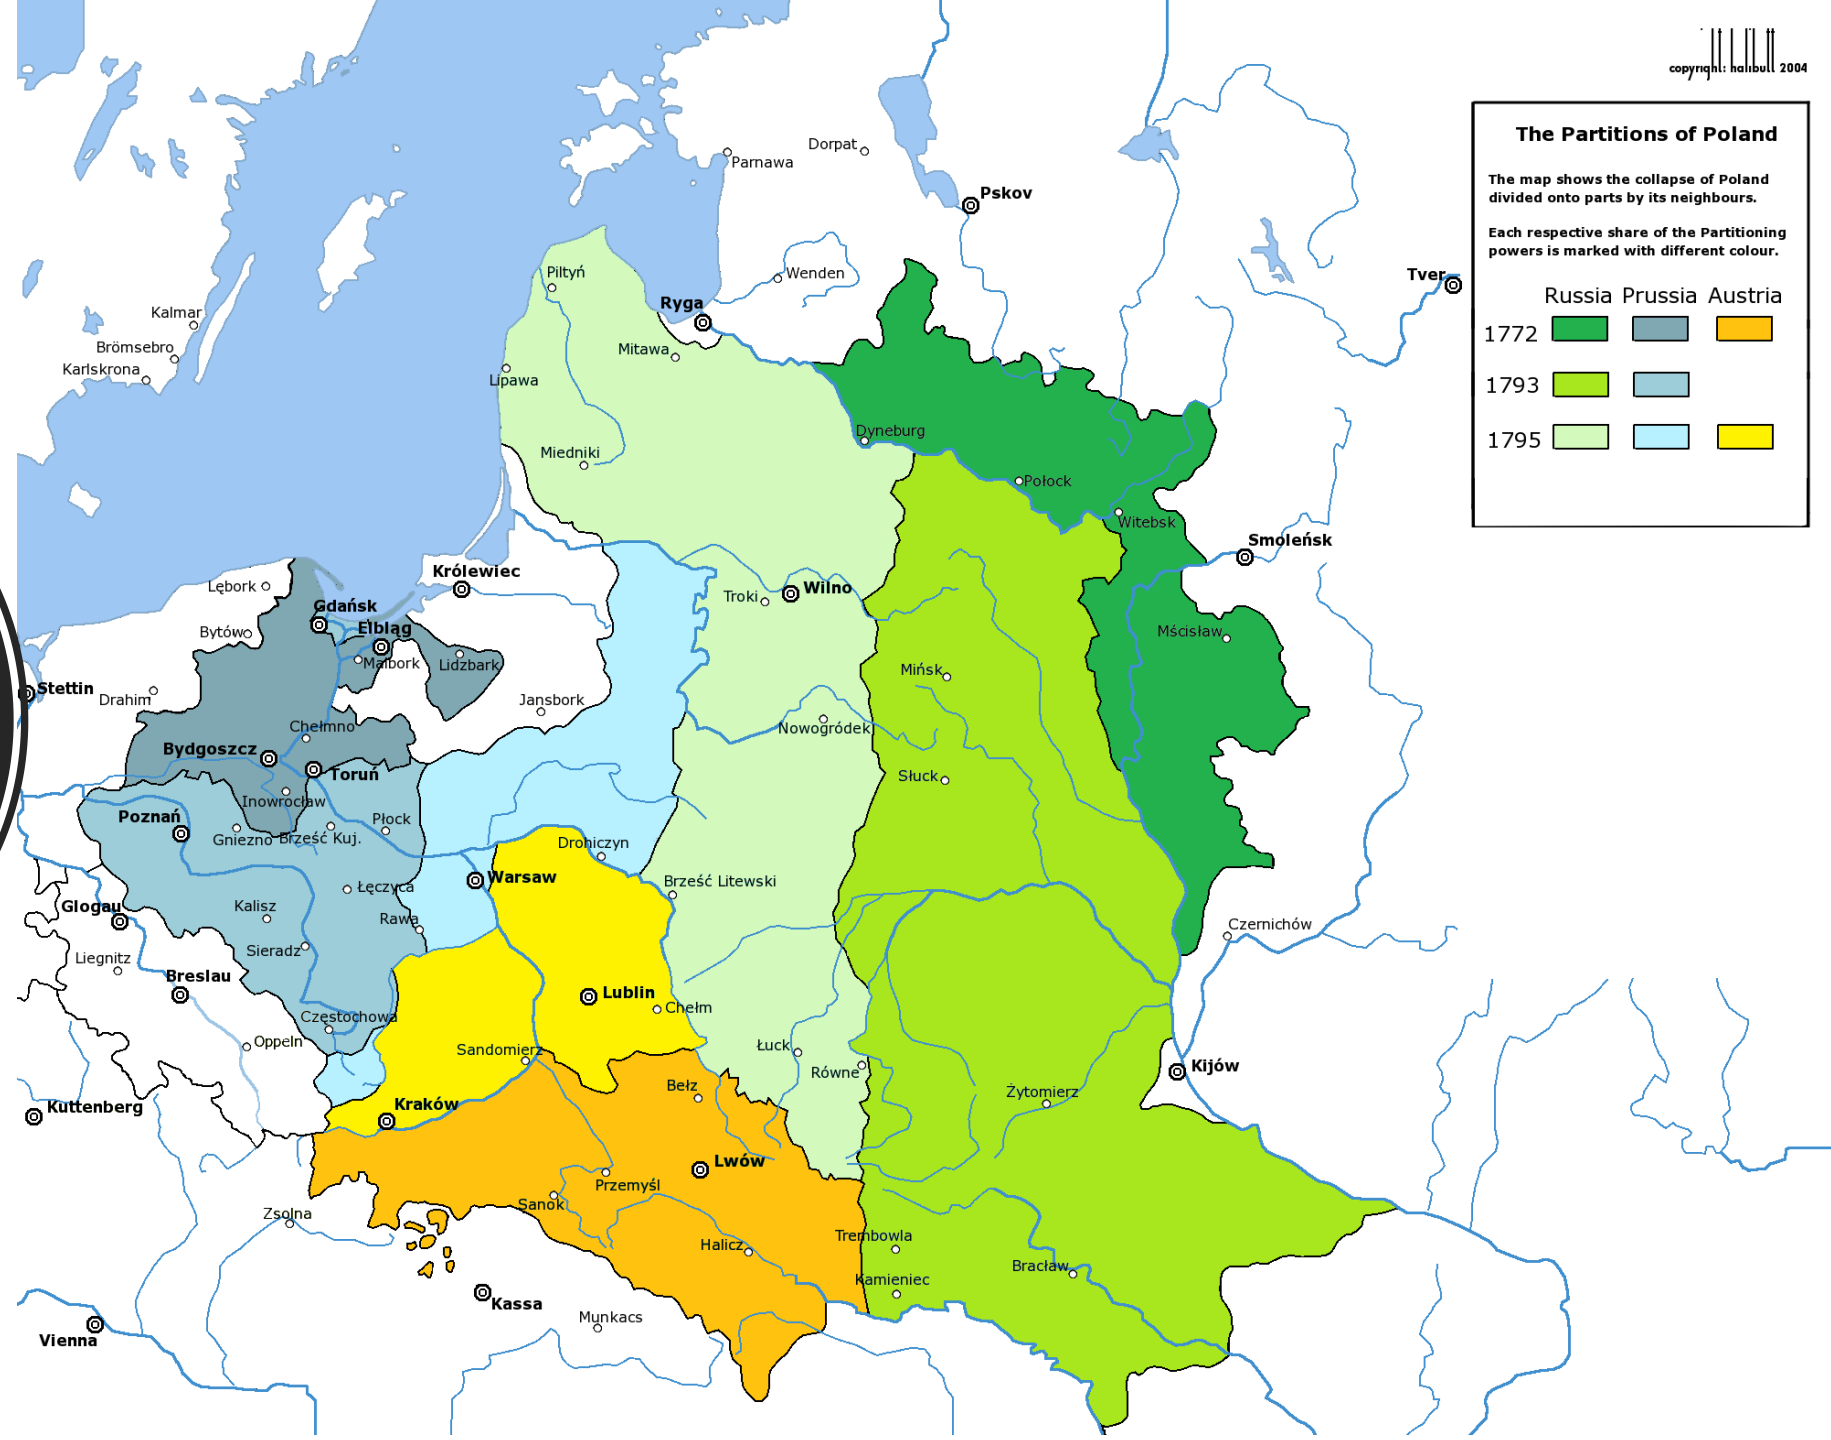 copyright: halibutt 2004
The Partitions of Poland
The map shows the collapse of Poland
divided onto parts by its neighbours.
Each respective share of the Partitioning
powers is marked with different colour.
Russia Prussia Austria
1772
1793
1795
Dorpat
Parnawa
Pskov
Wenden
Tver
Piltyń
Ryga
Kalmar
Brömsebro
Karlskrona
Mitawa
Lipawa
Dyneburg
Miedniki
Połock
Witebsk
Smoleńsk
Królewiec
Lębork
Wilno
Troki
Gdańsk
Elbląg
Bytów
Mścisław
Malbork
Lidzbark
Mińsk
Stettin
Drahim
Jansbork
Chełmno
Nowogródek
Bydgoszcz
Toruń
Słuck
Inowrocław
Poznań
Płock
Gniezno
Brześć Kuj.
Drohiczyn
Warsaw
Brześć Litewski
Łęczyca
Glogau
Kalisz
Rawa
Czernichów
Sieradz
Liegnitz
Breslau
Lublin
Chełm
Częstochowa
Oppeln
Sandomierz
Łuck
Równe
Kijów
Bełz
Żytomierz
Kuttenberg
Kraków
Lwów
Przemyśl
Sanok
Zsolna
Halicz
Trembowla
Bracław
Kamieniec
Kassa
Munkacs
Vienna